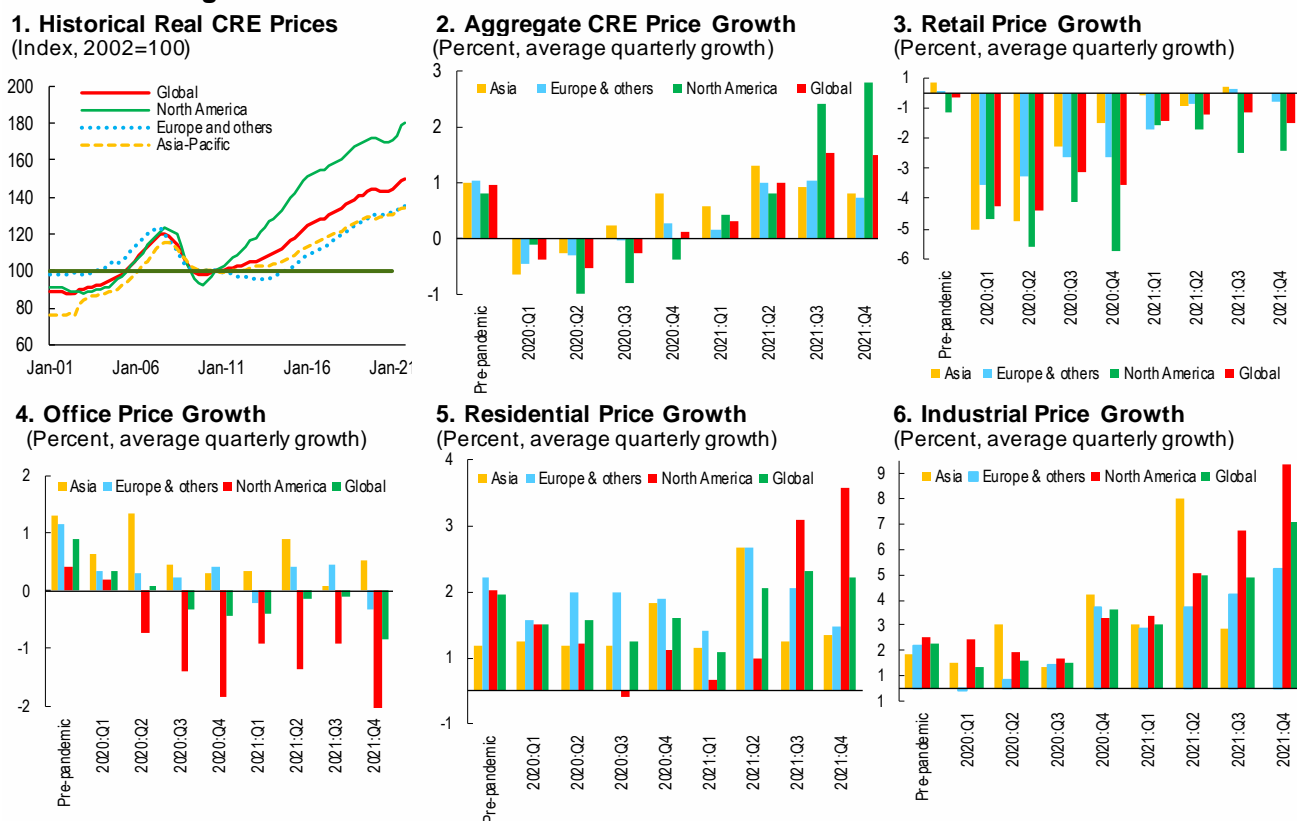 1. Historical Real CRE Prices
(Index, 2002=100)
200
180
160
140
120
100
80
60
Global
North America
Europe and others
Asia-Pacific
Jan-01 Jan-06 Jan-11 Jan-16 Jan-21
2. Aggregate CRE Price Growth
(Percent, average quarterly growth)
3
2
1
0
-1
Asia Europe & others North America Global
Pre-pandemic 2020:Q1 2020:Q2 2020:Q3 2020:Q4 2021:Q1 2021:Q2 2021:Q3 2021:Q4
3. Retail Price Growth
(Percent, average quarterly growth)
1
-1
-2
-3
-4
-5
-6
Pre-pandemic 2020:Q1 2020:Q2 2020:Q3 2020:Q4 2021:Q1 2021:Q2 2021:Q3 2021:Q4
Asia Europe & others North America Global
4. Office Price Growth
(Percent, average quarterly growth)
2
1
0
-1
-2
Asia Europe & others North America Global
Pre-pandemic 2020:Q1 2020:Q2 2020:Q3 2020:Q4 2021:Q1 2021:Q2 2021:Q3 2021:Q4
5. Residential Price Growth
(Percent, average quarterly growth)
4
3
2
1
-1
Asia Europe & others North America Global
Pre-pandemic 2020:Q1 2020:Q2 2020:Q3 2020:Q4 2021:Q1 2021:Q2 2021:Q3 2021:Q4
6. Industrial Price Growth
(Percent, average quarterly growth)
9
8
7
6
5
4
3
2
1
Asia Europe & others North America Global
Pre-pandemic 2020:Q1 2020:Q2 2020:Q3 2020:Q4 2021:Q1 2021:Q2 2021:Q3 2021:Q4